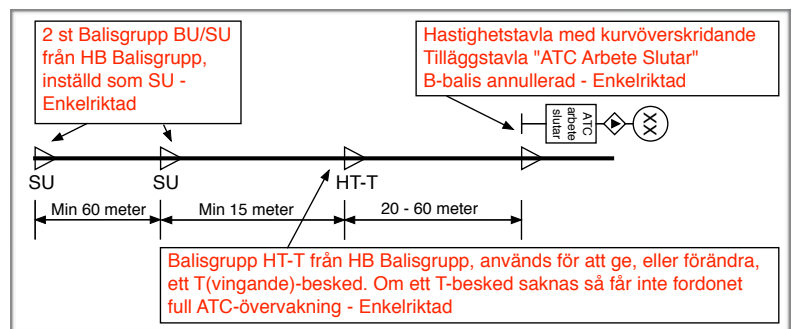 2 st Balisgrupp BU/SU
från HB Balisgrupp,
inställd som SU -
Enkelriktad
Hastighetstavla med kurvöverskridande
Tilläggstavla "ATC Arbete Slutar"
B-balis annullerad - Enkelriktad
ATC
arbete
slutar
XX
SU
SU
HT-T
Min 60 meter
Min 15 meter
20 - 60 meter
Balisgrupp HT-T från HB Balisgrupp, används för att ge, eller förändra,
ett T(vingande)-besked. Om ett T-besked saknas så får inte fordonet
full ATC-övervakning - Enkelriktad